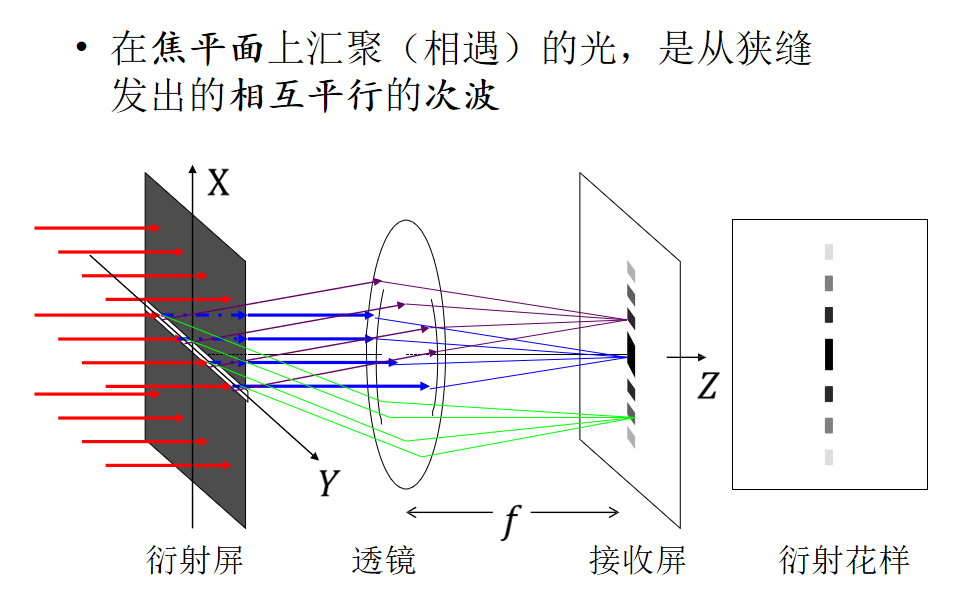 • 在焦平面上汇聚（相遇）的光，是从狭缝
发出的相互平行的次波
X
Z
Y
f
衍射屏 透镜 接收屏 衍射花样